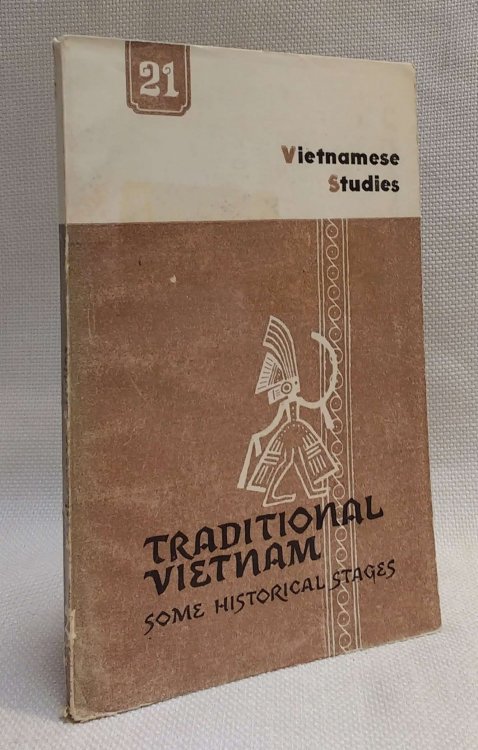 21
Vietnamese
Studies
TRADITIONAL
VIETNAM
SOME HISTORICAL STAGES